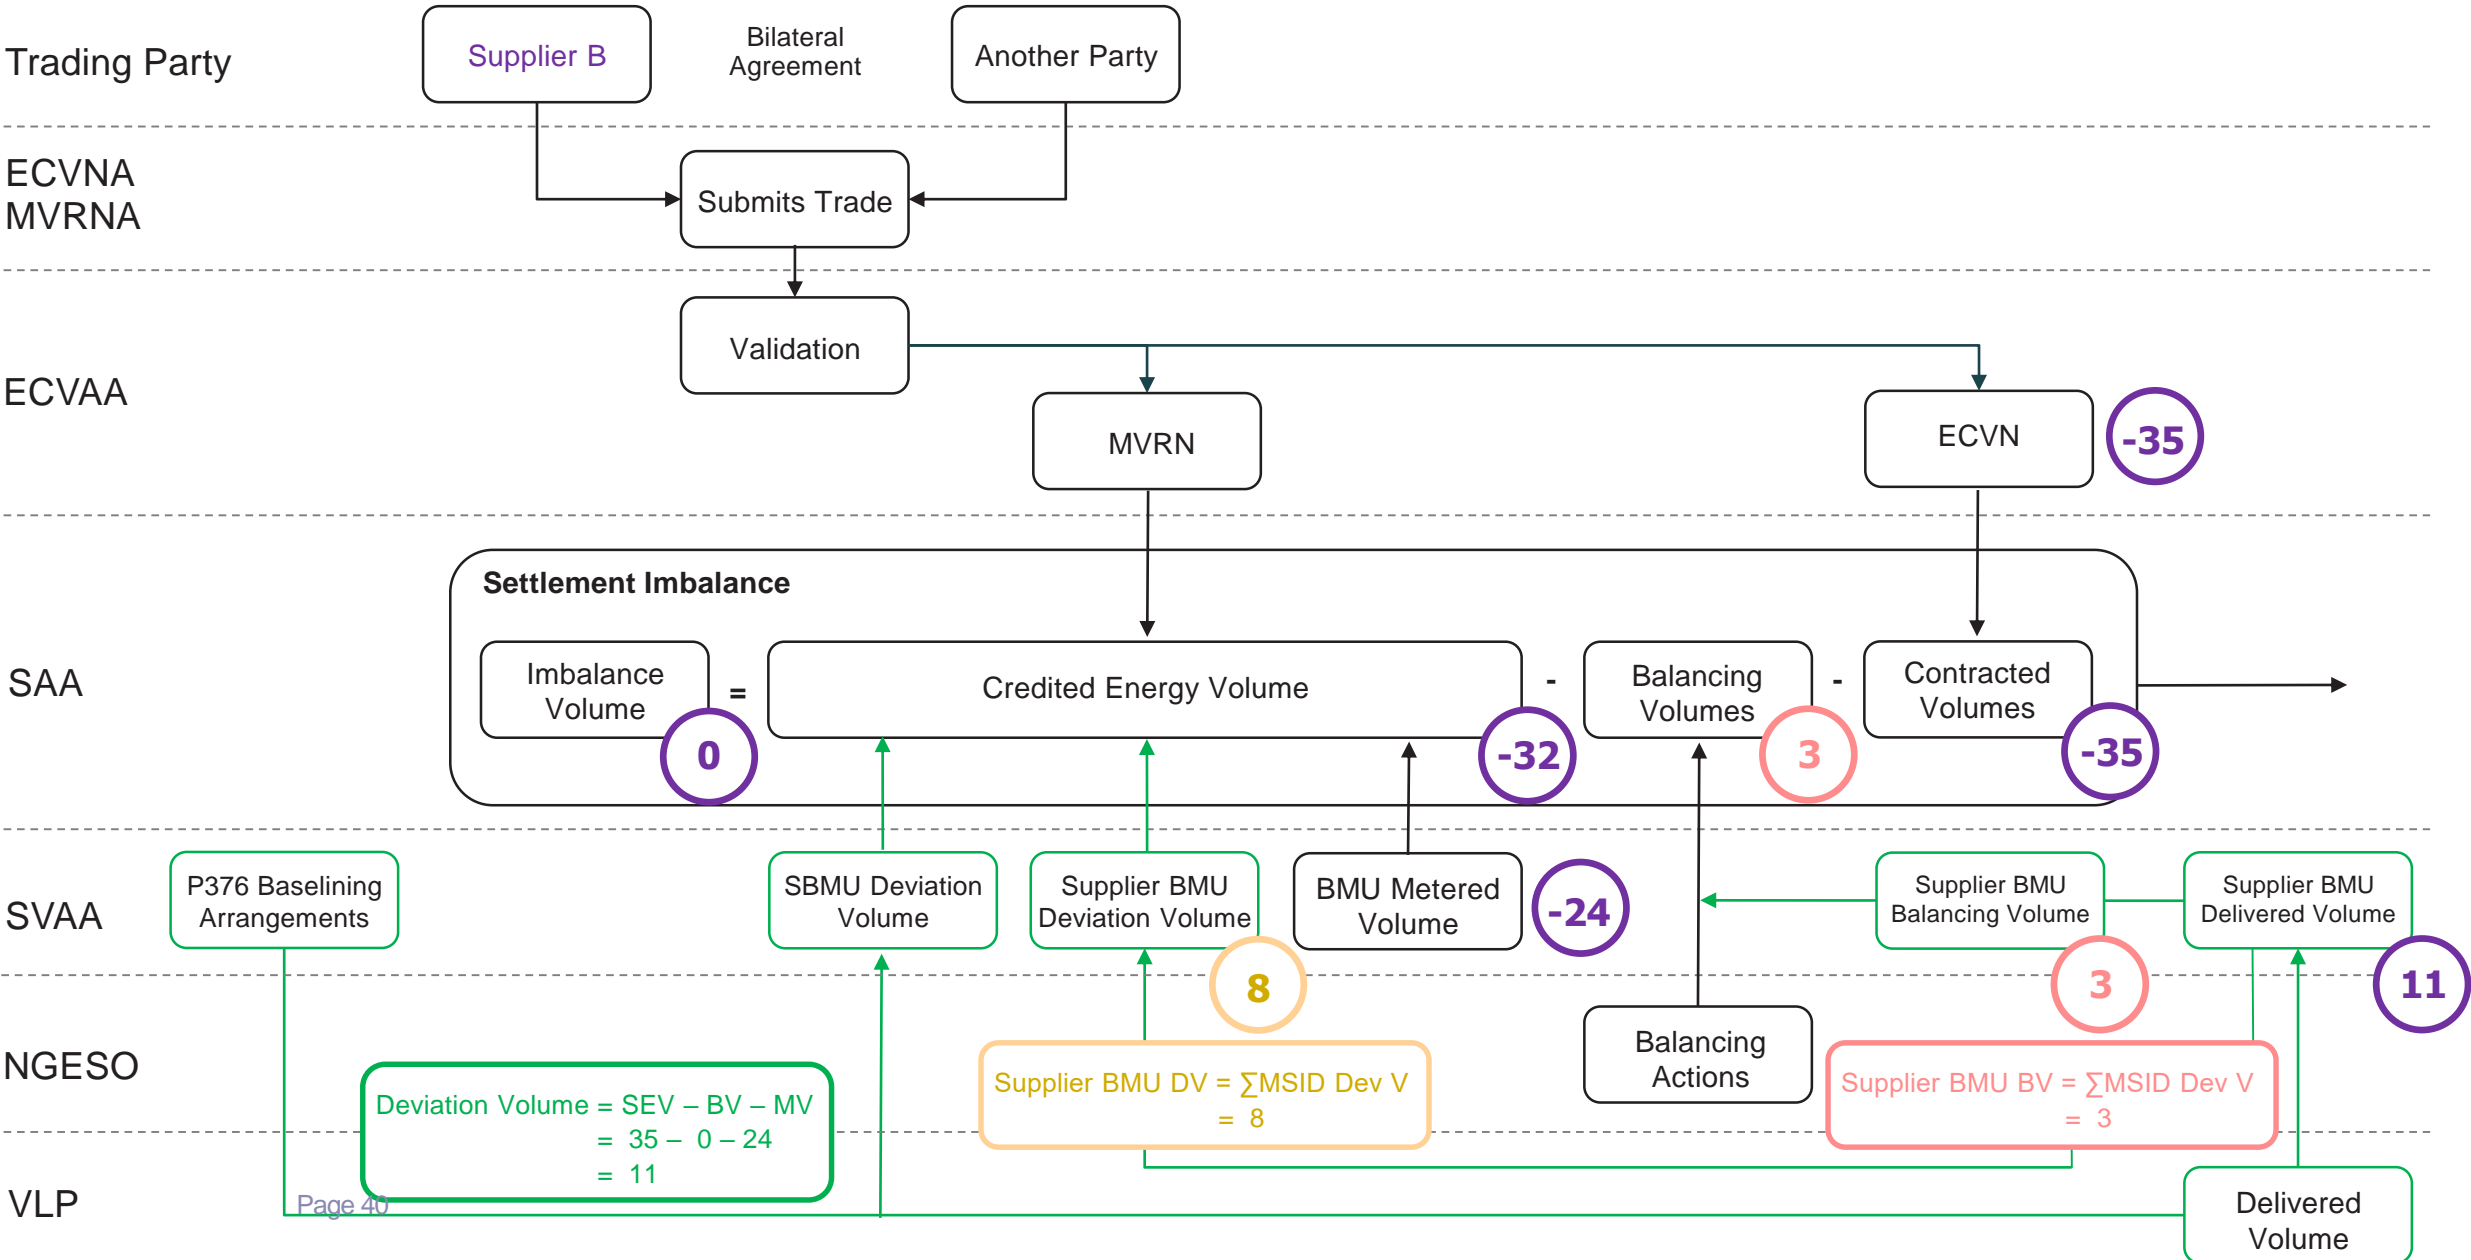 Trading Party
Supplier B
Bilateral
Agreement
Another Party
ECVNA
MVRNA
Submits Trade
ECVAA
Validation
MVRN
ECVN
-35
SAA
Settlement Imbalance
Imbalance
Volume
0
=
Credited Energy Volume
-32
-
Balancing
Volumes
3
-
Contracted
Volumes
-35
SVAA
P376 Baselining
Arrangements
SBMU Deviation
Volume
Supplier BMU
Deviation Volume
8
BMU Metered
Volume
-24
Supplier BMU
Balancing Volume
3
Supplier BMU
Delivered Volume
11
NGESO
Deviation Volume = SEV – BV – MV
= 35 – 0 – 24
= 11
Supplier BMU DV = ∑MSID Dev V
= 8
Balancing
Actions
Supplier BMU BV = ∑MSID Dev V
= 3
VLP
Page 40
Delivered
Volume